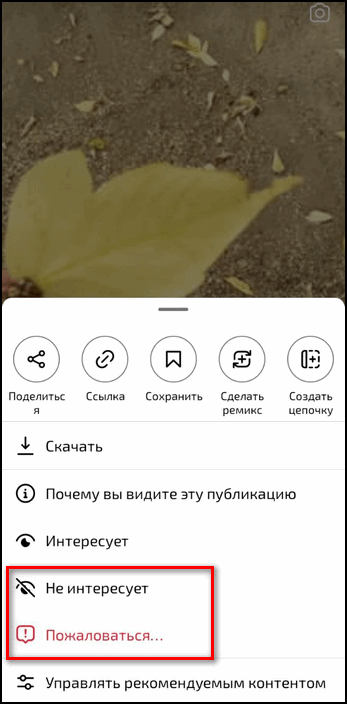 Поделитьс Ссылка Сохранить Сделать Создать
я ремикс цепочку
Скачать
Почему вы видите эту публикацию
Интересует
Не интересует
Пожаловаться...
Управлять рекомендуемым контентом